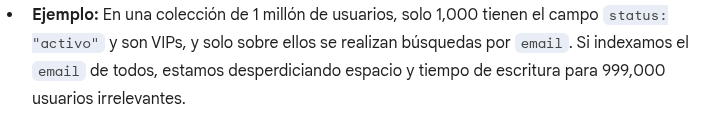 • Ejemplo: En una colección de 1 millón de usuarios, solo 1,000 tienen el campo status:
"activo" y son VIPs, y solo sobre ellos se realizan búsquedas por email. Si indexamos el
email de todos, estamos desperdiciando espacio y tiempo de escritura para 999,000
usuarios irrelevantes.